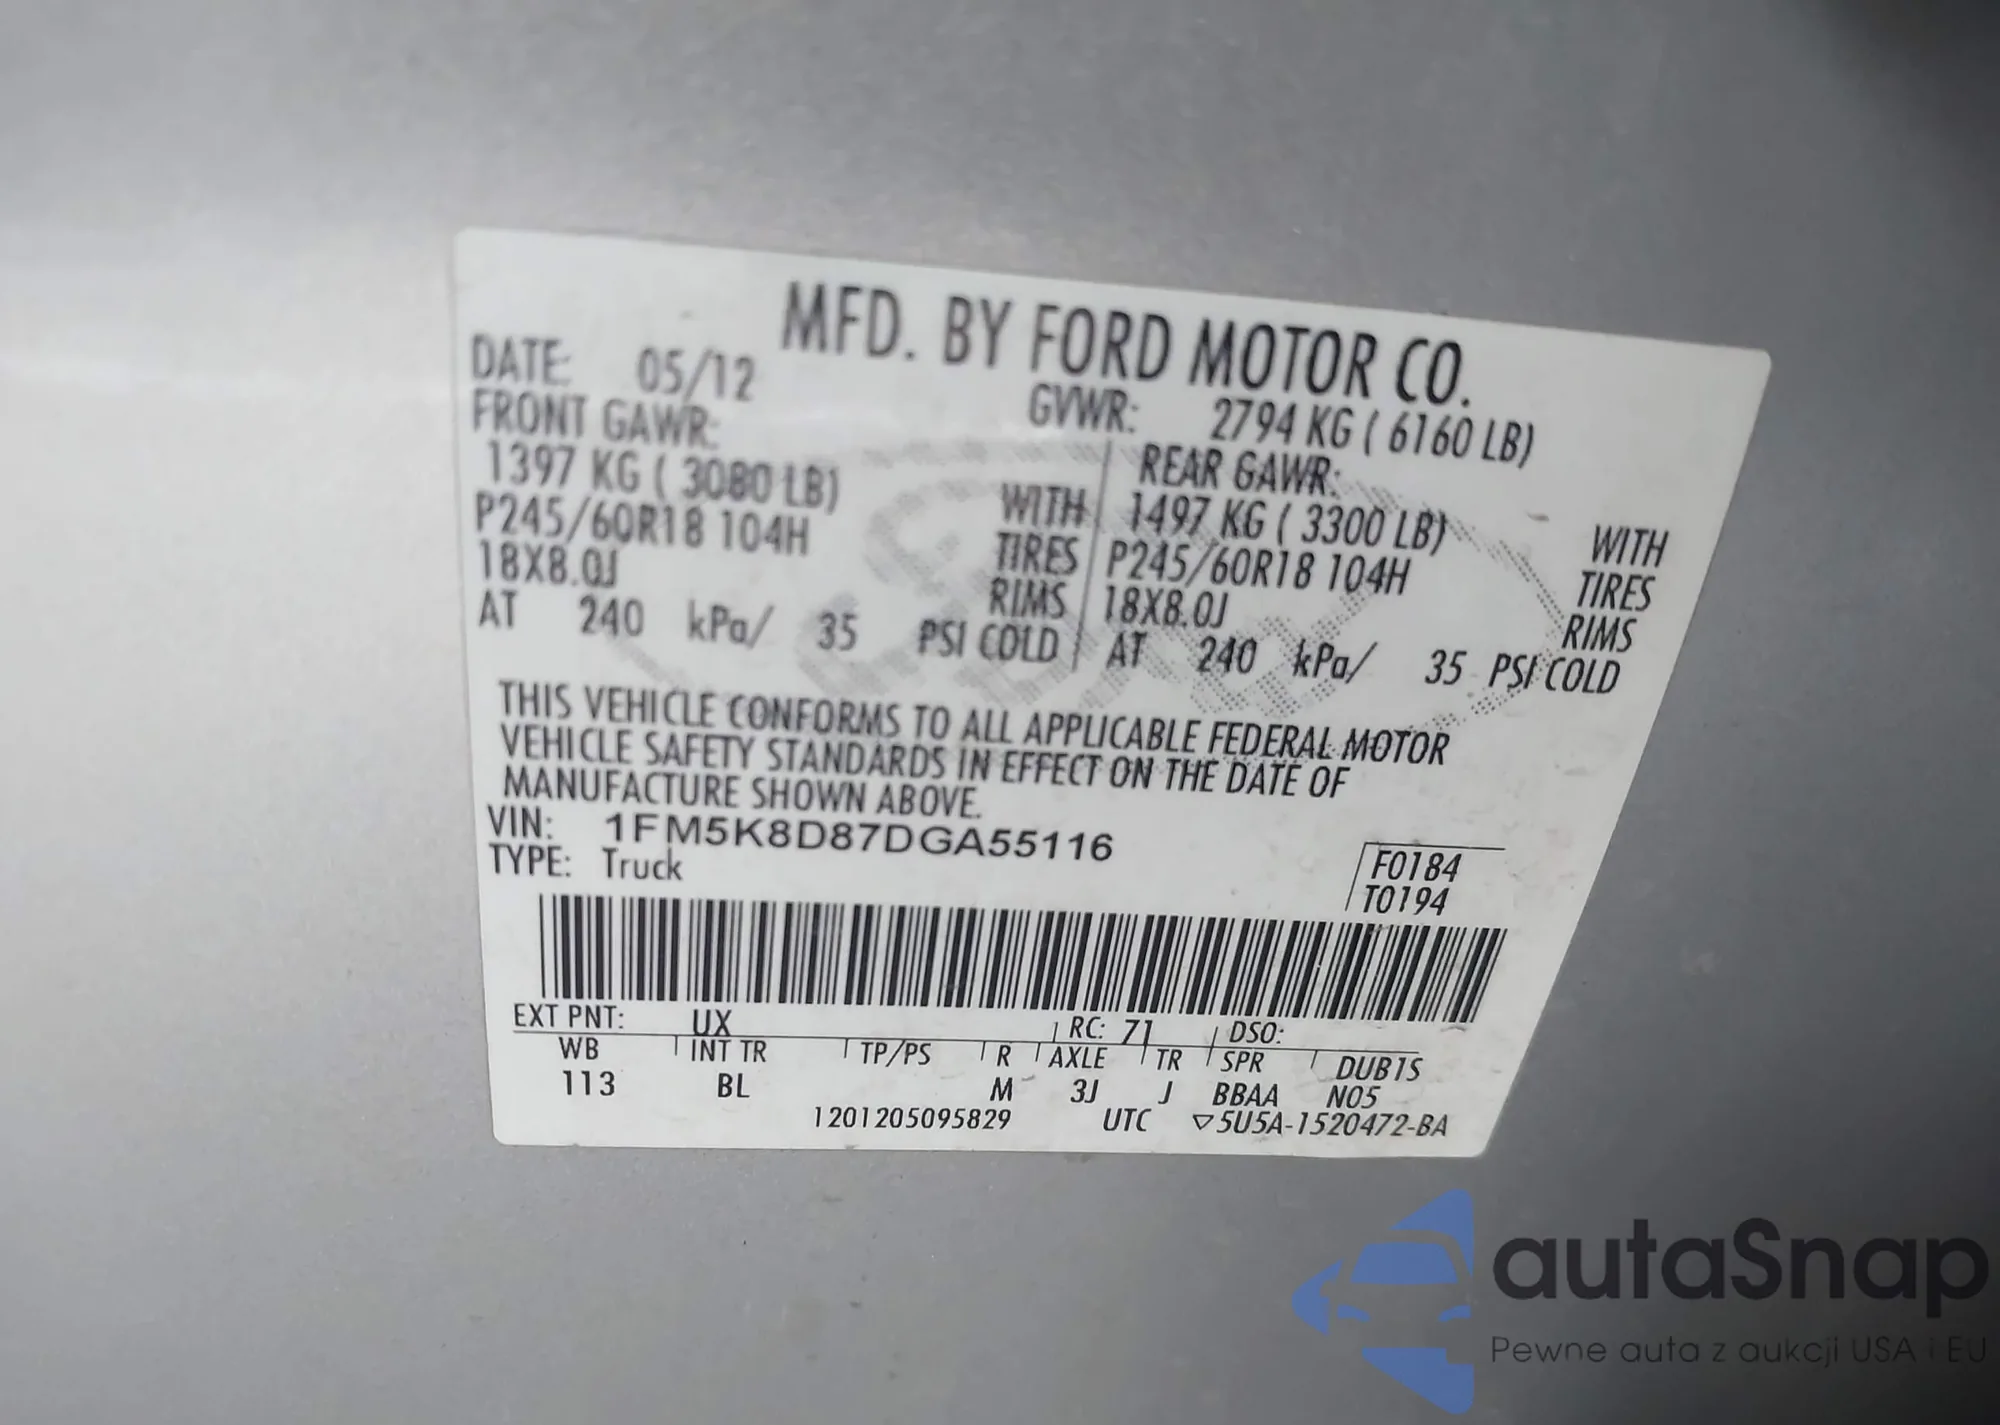 MFD. BY FORD MOTOR CO.
DATE: 05/12
GVWR: 2794 KG ( 6160 LB)
FRONT GAWR:
1397 KG ( 3080 LB) WITH
P245/60R18 104H TIRES
18X8.0J RIMS
AT 240 kPa/ 35 PSI COLD
REAR GAWR:
1497 KG ( 3300 LB) WITH
P245/60R18 104H TIRES
18X8.0J RIMS
AT 240 kPa/ 35 PSI COLD
THIS VEHICLE CONFORMS TO ALL APPLICABLE FEDERAL MOTOR
VEHICLE SAFETY STANDARDS IN EFFECT ON THE DATE OF
MANUFACTURE SHOWN ABOVE.
VIN: 1FM5K8D87DGA55116
TYPE: Truck
F0184
T0194
EXT PNT: UX RC: 71 DSO:
WB INT TR TP/PS R AXLE TR SPR DUB1S
113 BL M 3J J BBAA N05
1201205095829 UTC ▽5U5A-1520472-BA
autaSnap
Pewne auta z aukcji USA i EU